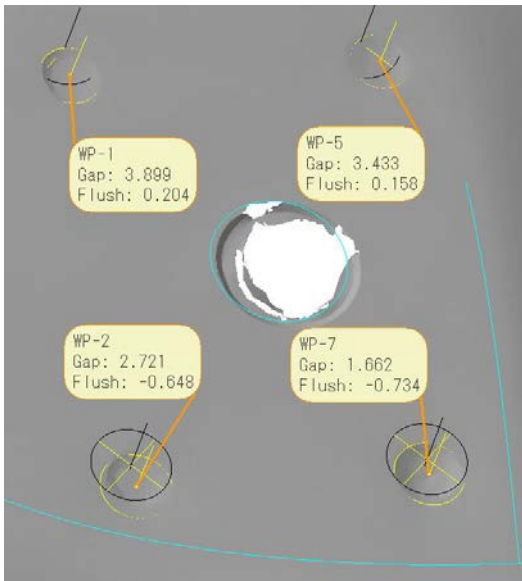 WP-1
Gap: 3.899
Flush: 0.204
WP-5
Gap: 3.433
Flush: 0.158
WP-2
Gap: 2.721
Flush: -0.648
WP-7
Gap: 1.662
Flush: -0.734